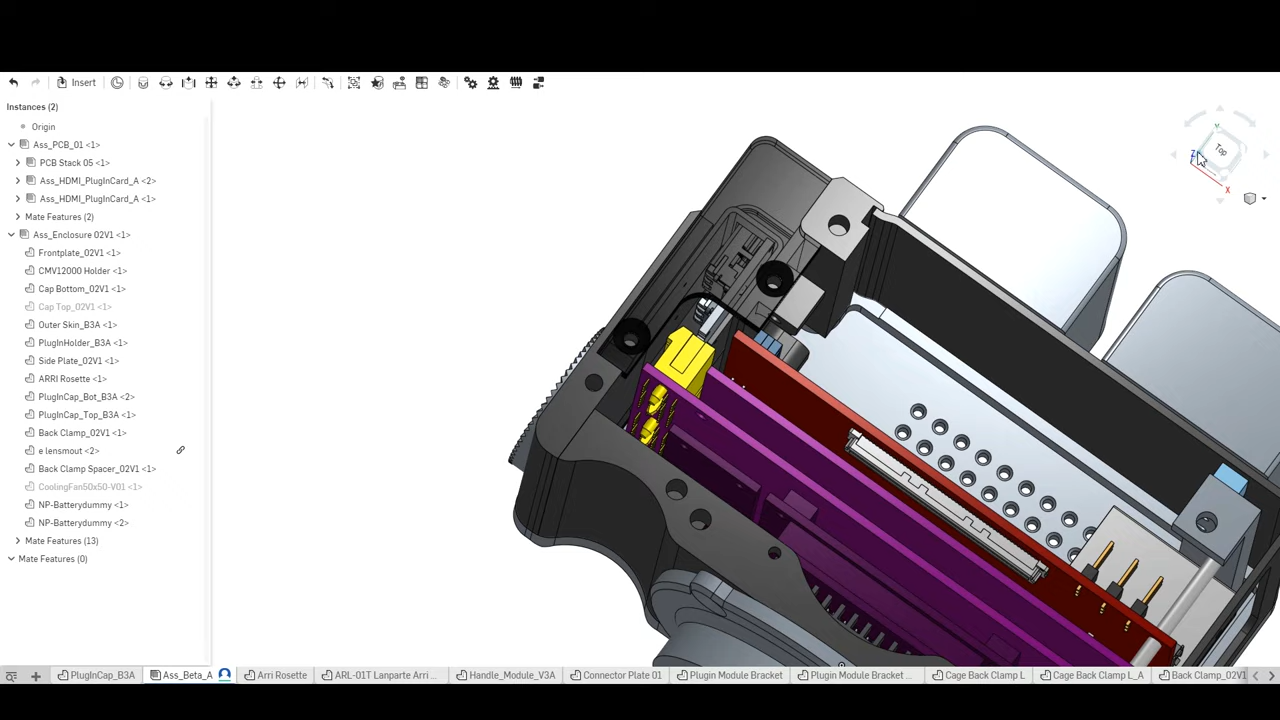 Insert
Instances (2)
Origin
Ass_PCB_01 <1>
PCB Stack 05 <1>
Ass_HDMI_PlugInCard_A <2>
Ass_HDMI_PlugInCard_A <1>
Mate Features (2)
Ass_Enclosure 02V1 <1>
Frontplate_02V1 <1>
CMV12000 Holder <1>
Cap Bottom_02V1 <1>
Cap Top_02V1 <1>
Outer Skin_B3A <1>
PlugInHolder_B3A <1>
Side Plate_02V1 <1>
ARRI Rosette <1>
PlugInCap_Bot_B3A <2>
PlugInCap_Top_B3A <1>
Back Clamp_02V1 <1>
e lensmout <2>
Back Clamp Spacer_02V1 <1>
CoolingFan50x50-V01 <1>
NP-Batterydummy <1>
NP-Batterydummy <2>
Mate Features (13)
Mate Features (0)
Y
Top
Z
X
PlugInCap_B3A
Ass_Beta_A
Arri Rosette
ARL-01T Lanparte Arri ...
Handle_Module_V3A
Connector Plate 01
Plugin Module Bracket
Plugin Module Bracket ...
Cage Back Clamp L
Cage Back Clamp L_A
Back Clamp_02V1